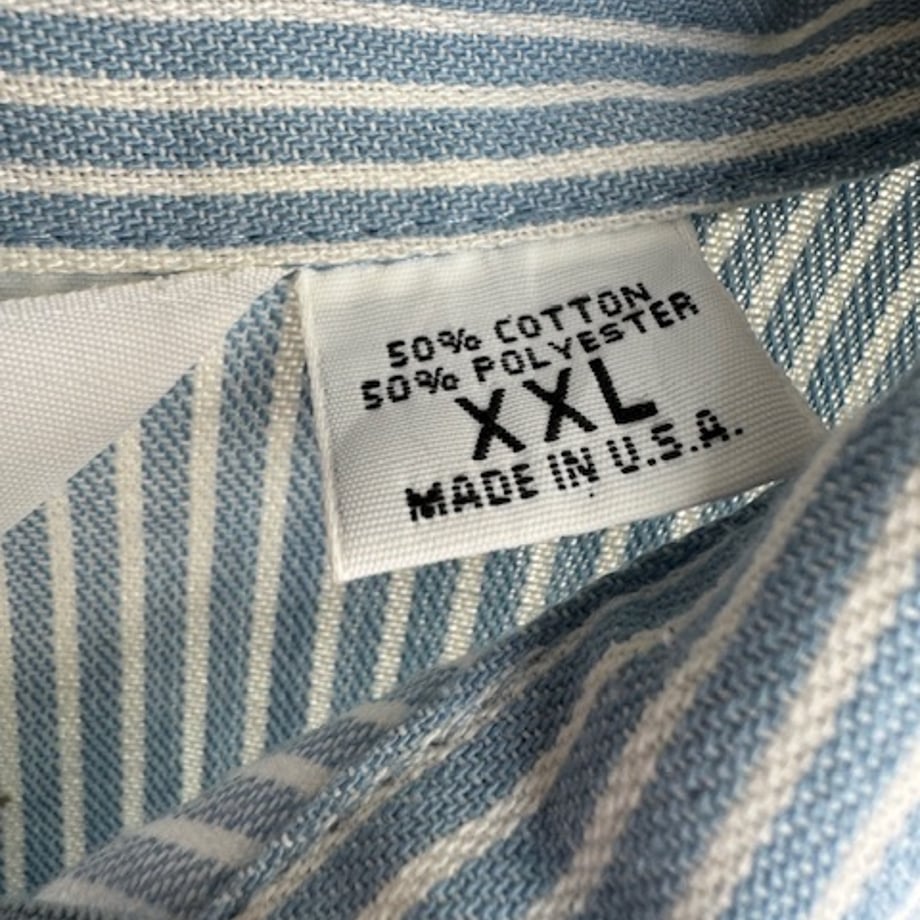 50% COTTON
50% POLYESTER
XXL
MADE IN U.S.A.